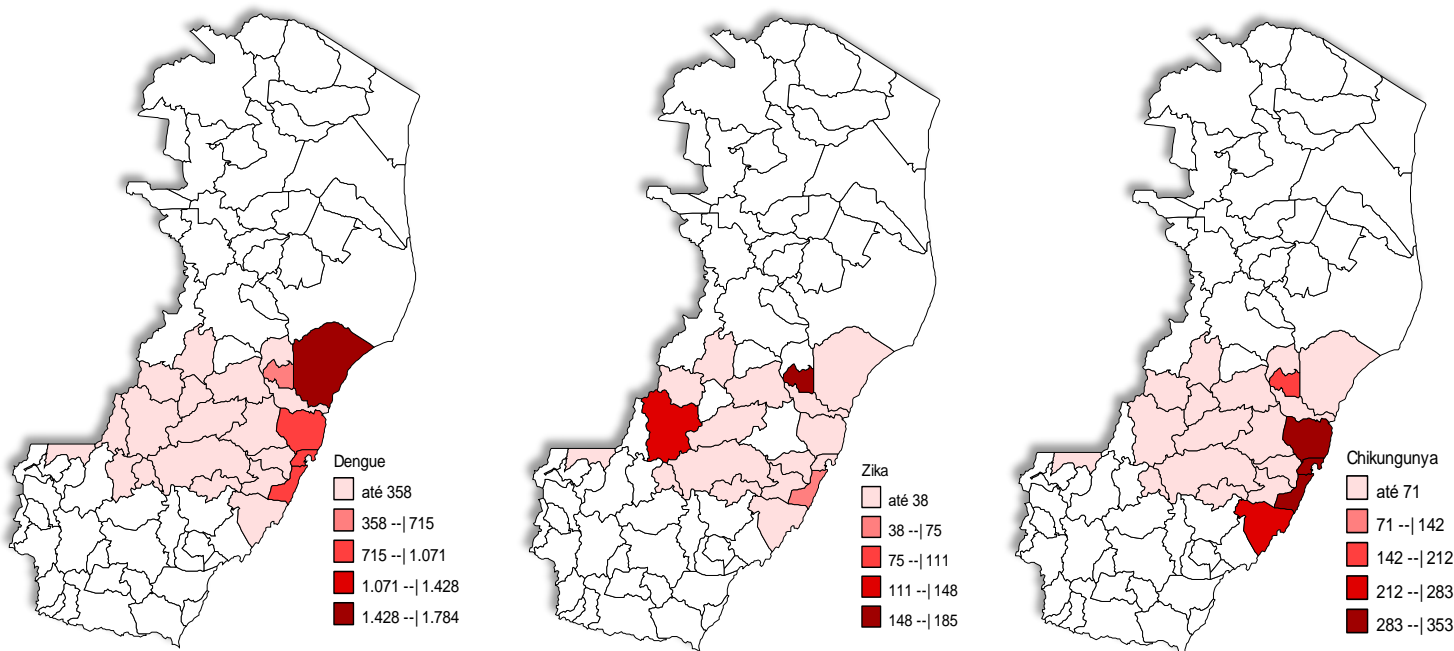 Dengue
até 358
358 --| 715
715 --| 1.071
1.071 --| 1.428
1.428 --| 1.784
Zika
até 38
38 --| 75
75 --| 111
111 --| 148
148 --| 185
Chikungunya
até 71
71 --| 142
142 --| 212
212 --| 283
283 --| 353